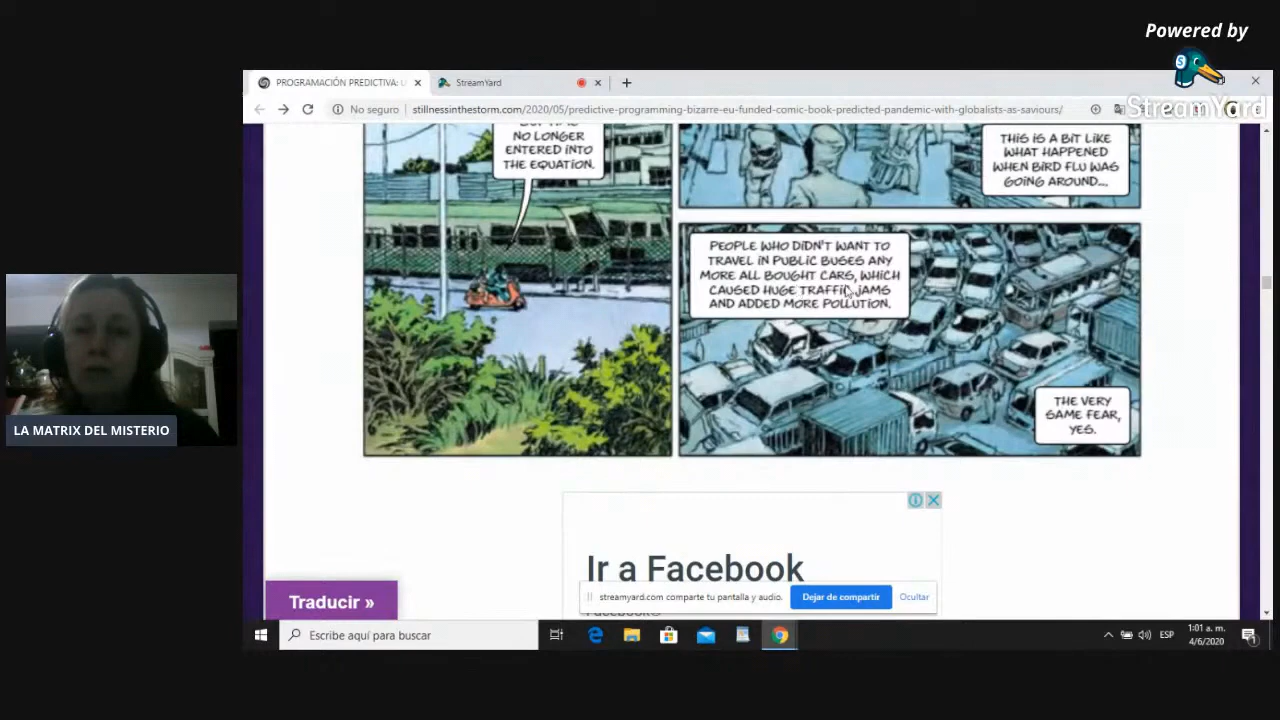 Powered by
StreamYard
PROGRAMACIÓN PREDICTIVA:
StreamYard
No seguro
stillnessinthestorm.com/2020/05/predictive-programming-bizarre-eu-funded-comic-book-predicted-pandemic-with-globalists-as-saviours/
NO LONGER
ENTERED INTO
THE EQUATION.
THIS IS A BIT LIKE
WHAT HAPPENED
WHEN BIRD FLU WAS
GOING AROUND...
PEOPLE WHO DIDN'T WANT TO
TRAVEL IN PUBLIC BUSES ANY
MORE ALL BOUGHT CARS, WHICH
CAUSED HUGE TRAFFIC JAMS
AND ADDED MORE POLLUTION.
THE VERY
SAME FEAR,
YES.
LA MATRIX DEL MISTERIO
Ir a Facebook
streamyard.com comparte tu pantalla y audio.
Dejar de compartir
Ocultar
Traducir »
Escribe aquí para buscar
ESP
1:01 a. m.
4/6/2020